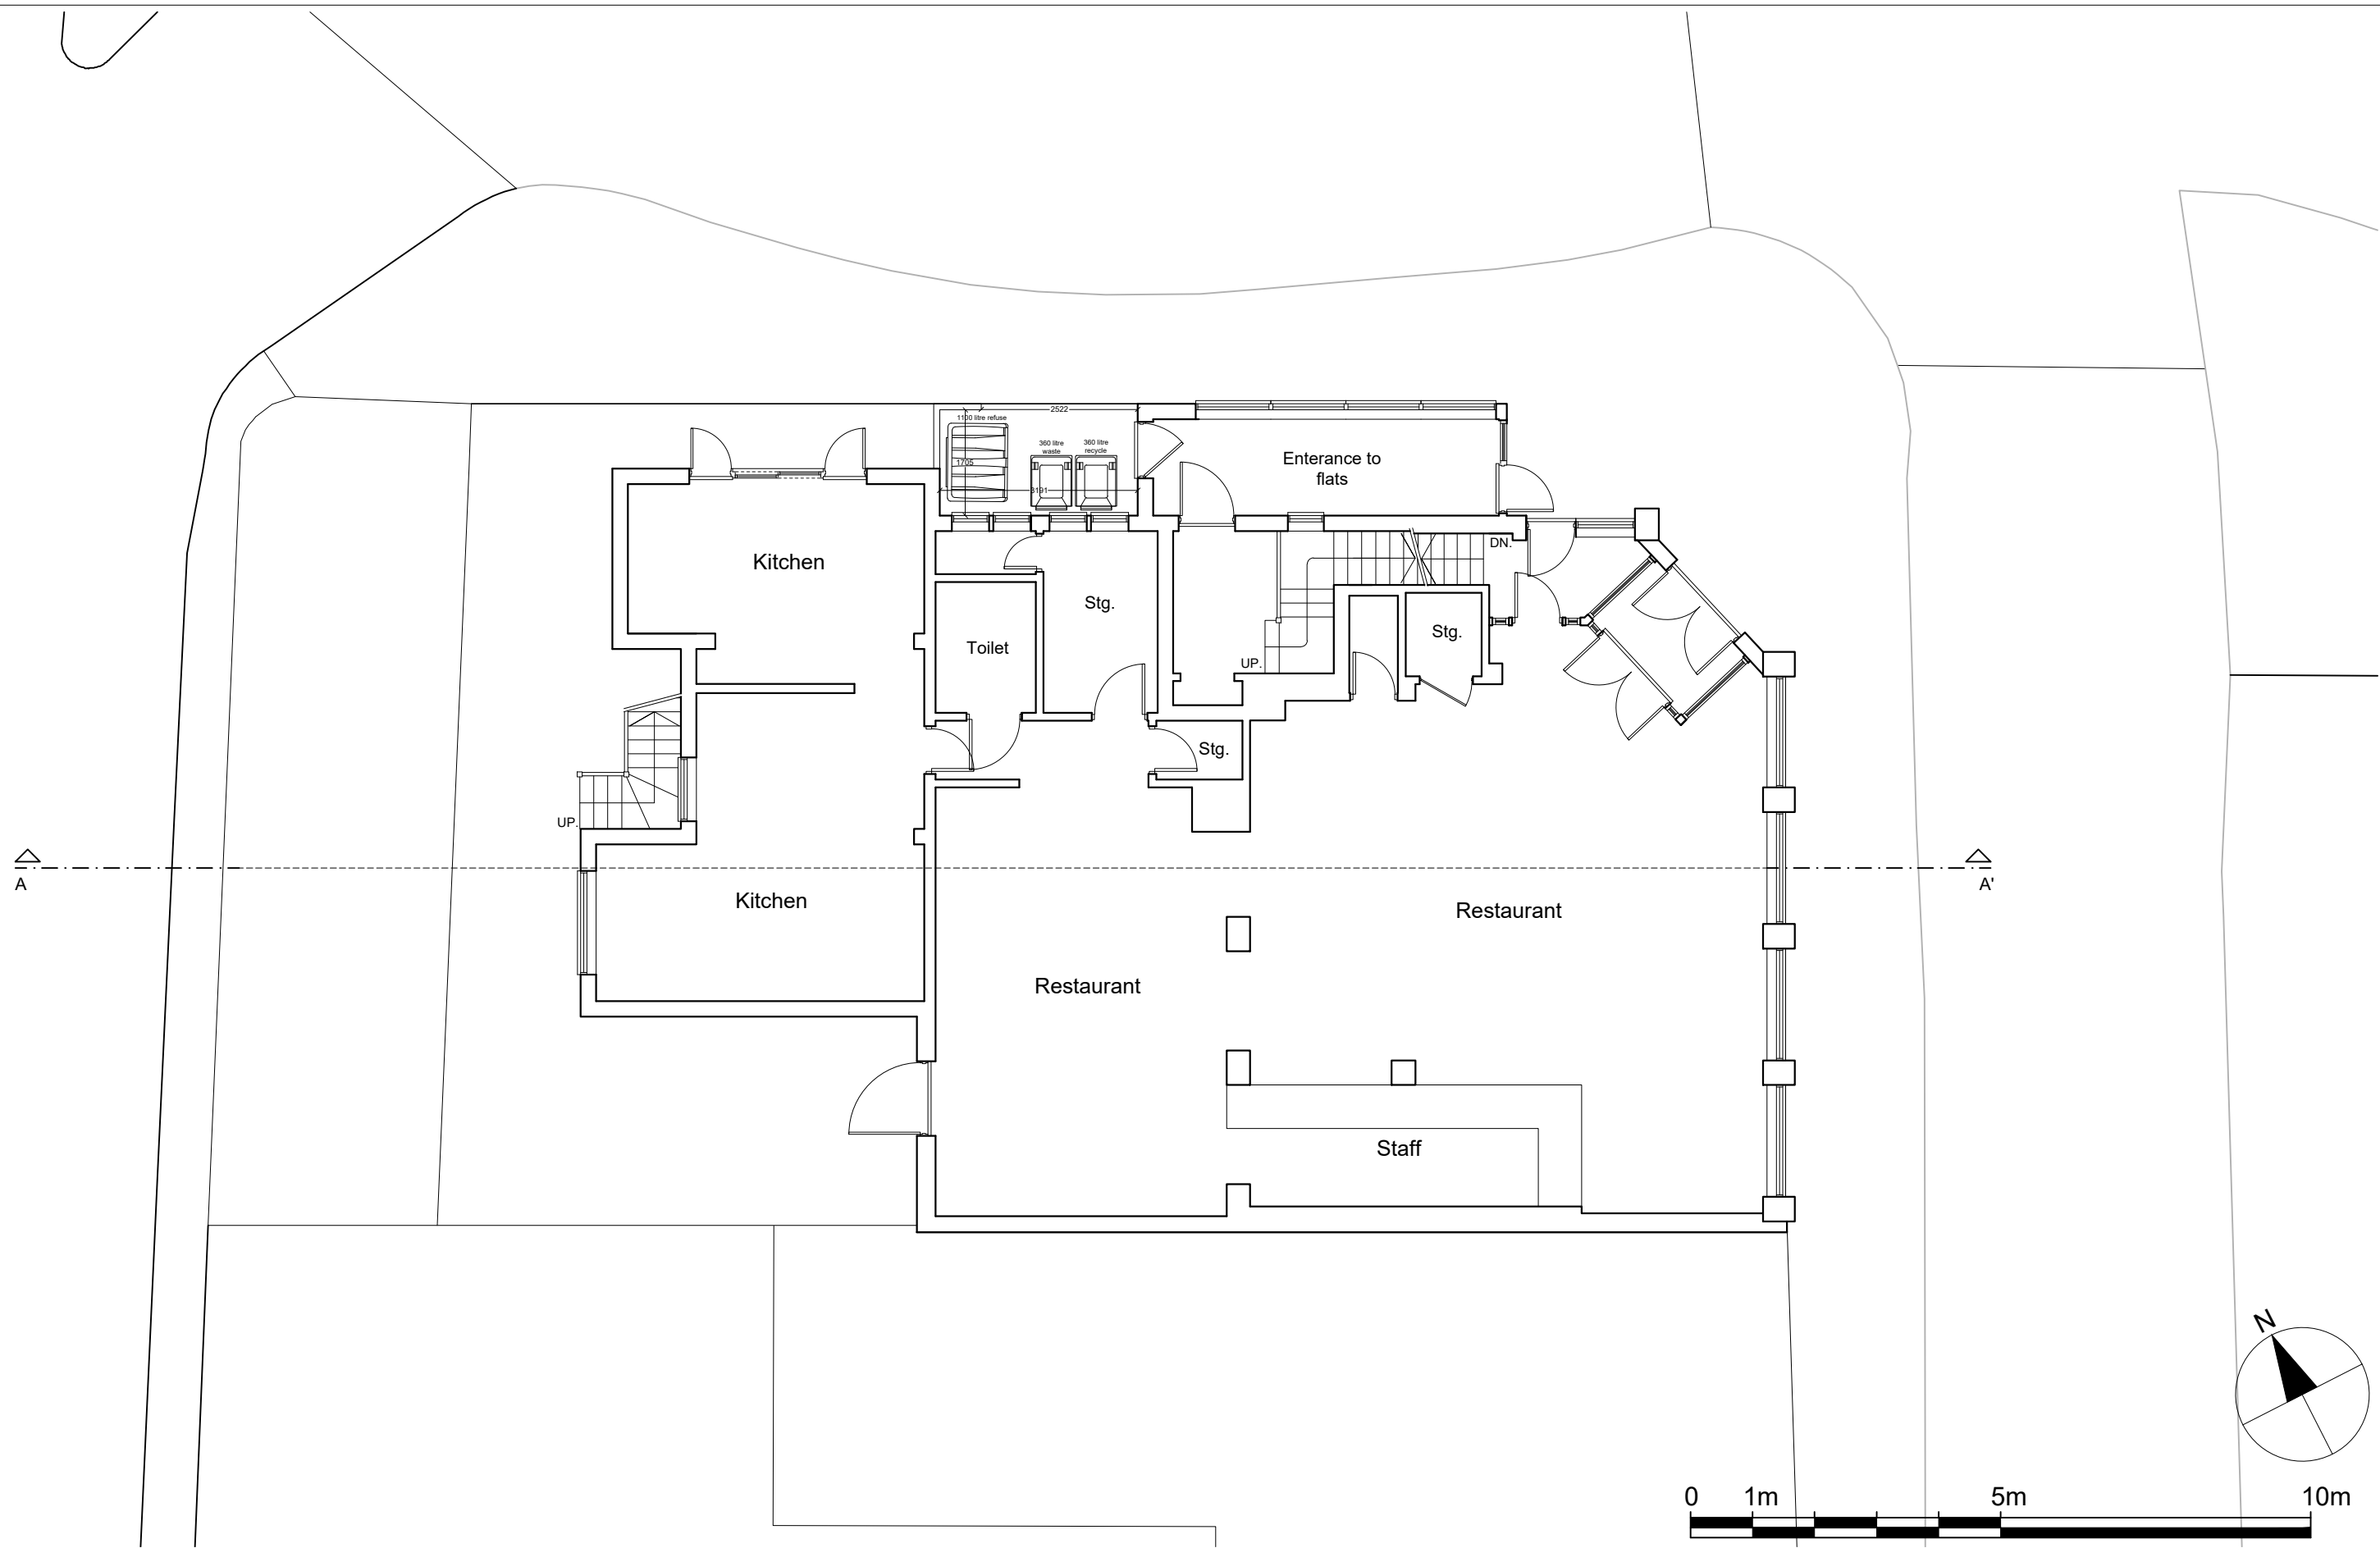 2522
1100 litre refuse
360 litre
waste
360 litre
recycle
1705
3191
Enterance to
flats
Kitchen
DN.
Stg.
Stg.
Toilet
UP.
Stg.
UP.
A
A'
Kitchen
Restaurant
Restaurant
Staff
N
0 1m 5m 10m